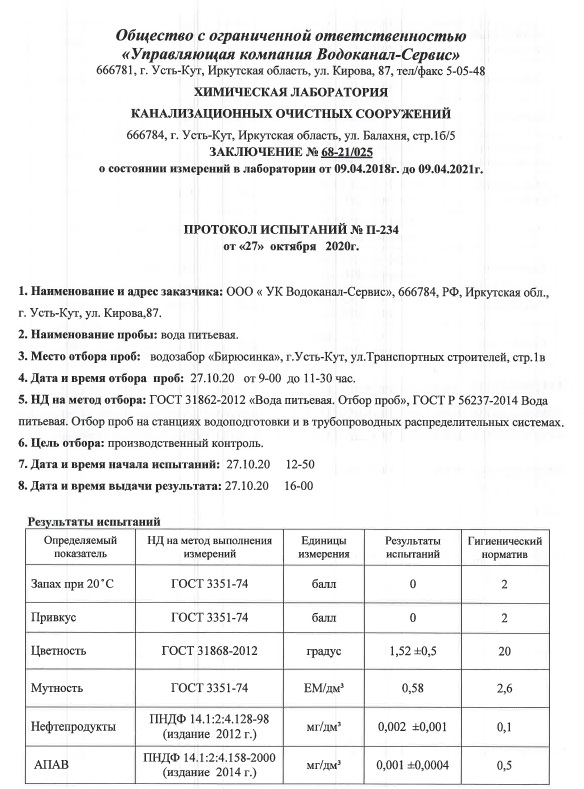 Общество с ограниченной ответственностью
«Управляющая компания Водоканал-Сервис»
666781, г. Усть-Кут, Иркутская область, ул. Кирова, 87, тел/факс 5-05-48
ХИМИЧЕСКАЯ ЛАБОРАТОРИЯ
КАНАЛИЗАЦИОННЫХ ОЧИСТНЫХ СООРУЖЕНИЙ
666784, г. Усть-Кут, Иркутская область, ул. Балахня, стр.1б/5
ЗАКЛЮЧЕНИЕ № 68-21/025
о состоянии измерений в лаборатории от 09.04.2018г. до 09.04.2021г.
ПРОТОКОЛ ИСПЫТАНИЙ № П-234
от «27» октября 2020г.
1. Наименование и адрес заказчика: ООО « УК Водоканал-Сервис», 666784, РФ, Иркутская обл.,
г. Усть-Кут, ул. Кирова,87.
2. Наименование пробы: вода питьевая.
3. Место отбора проб: водозабор «Бирюсинка», г.Усть-Кут, ул.Транспортных строителей, стр.1в
4. Дата и время отбора проб: 27.10.20 от 9-00 до 11-30 час.
5. НД на метод отбора: ГОСТ 31862-2012 «Вода питьевая. Отбор проб», ГОСТ Р 56237-2014 Вода
питьевая. Отбор проб на станциях водоподготовки и в трубопроводных распределительных системах.
6. Цель отбора: производственный контроль.
7. Дата и время начала испытаний: 27.10.20 12-50
8. Дата и время выдачи результата: 27.10.20 16-00
Результаты испытаний
Определяемый показатель НД на метод выполнения измерений Единицы измерения Результаты испытаний Гигиенический норматив
Запах при 20˚С ГОСТ 3351-74 балл 0 2
Привкус ГОСТ 3351-74 балл 0 2
Цветность ГОСТ 31868-2012 градус 1,52 ±0,5 20
Мутность ГОСТ 3351-74 ЕМ/дм³ 0,58 2,6
Нефтепродукты ПНДФ 14.1:2:4.128-98 (издание 2012 г.) мг/дм³ 0,002 ±0,001 0,1
АПАВ ПНДФ 14.1:2:4.158-2000 (издание 2014 г.) мг/дм³ 0,001 ±0,0004 0,5